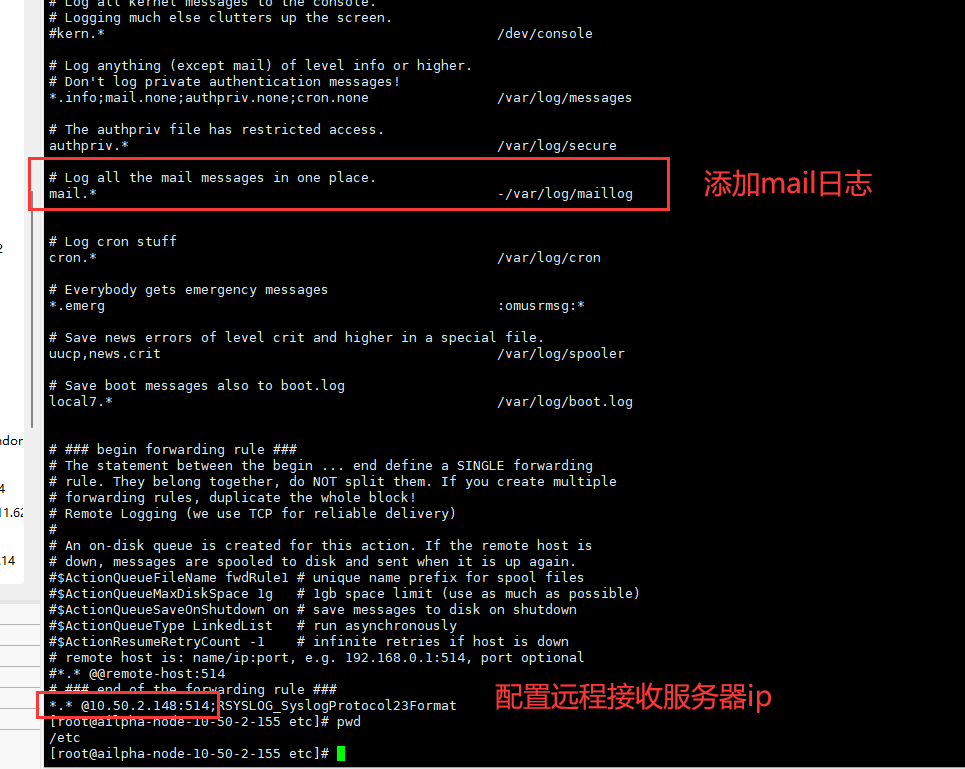 # Log all kernel messages to the console.
# Logging much else clutters up the screen.
#kern.*                                                 /dev/console

# Log anything (except mail) of level info or higher.
# Don't log private authentication messages!
*.info;mail.none;authpriv.none;cron.none                /var/log/messages

# The authpriv file has restricted access.
authpriv.*                                              /var/log/secure

# Log all the mail messages in one place.
mail.*                                                  -/var/log/maillog
添加mail日志

# Log cron stuff
cron.*                                                  /var/log/cron

# Everybody gets emergency messages
*.emerg                                                 :omusrmsg:*

# Save news errors of level crit and higher in a special file.
uucp,news.crit                                          /var/log/spooler

# Save boot messages also to boot.log
local7.*                                                /var/log/boot.log

# ### begin forwarding rule ###
# The statement between the begin ... end define a SINGLE forwarding
# rule. They belong together, do NOT split them. If you create multiple
# forwarding rules, duplicate the whole block!
# Remote Logging (we use TCP for reliable delivery)
#
# An on-disk queue is created for this action. If the remote host is
# down, messages are spooled to disk and sent when it is up again.
#$ActionQueueFileName fwdRule1 # unique name prefix for spool files
#$ActionQueueMaxDiskSpace 1g   # 1gb space limit (use as much as possible)
#$ActionQueueSaveOnShutdown on # save messages to disk on shutdown
#$ActionQueueType LinkedList   # run asynchronously
#$ActionResumeRetryCount -1    # infinite retries if host is down
# remote host is: name/ip:port, e.g. 192.168.0.1:514, port optional
#*.* @@remote-host:514
# ### end of the forwarding rule ###
*.* @10.50.2.148:514;RSYSLOG_SyslogProtocol23Format
配置远程接收服务器ip
[root@ailpha-node-10-50-2-155 etc]# pwd
/etc
[root@ailpha-node-10-50-2-155 etc]#
2
ndor
4
11.62
.14